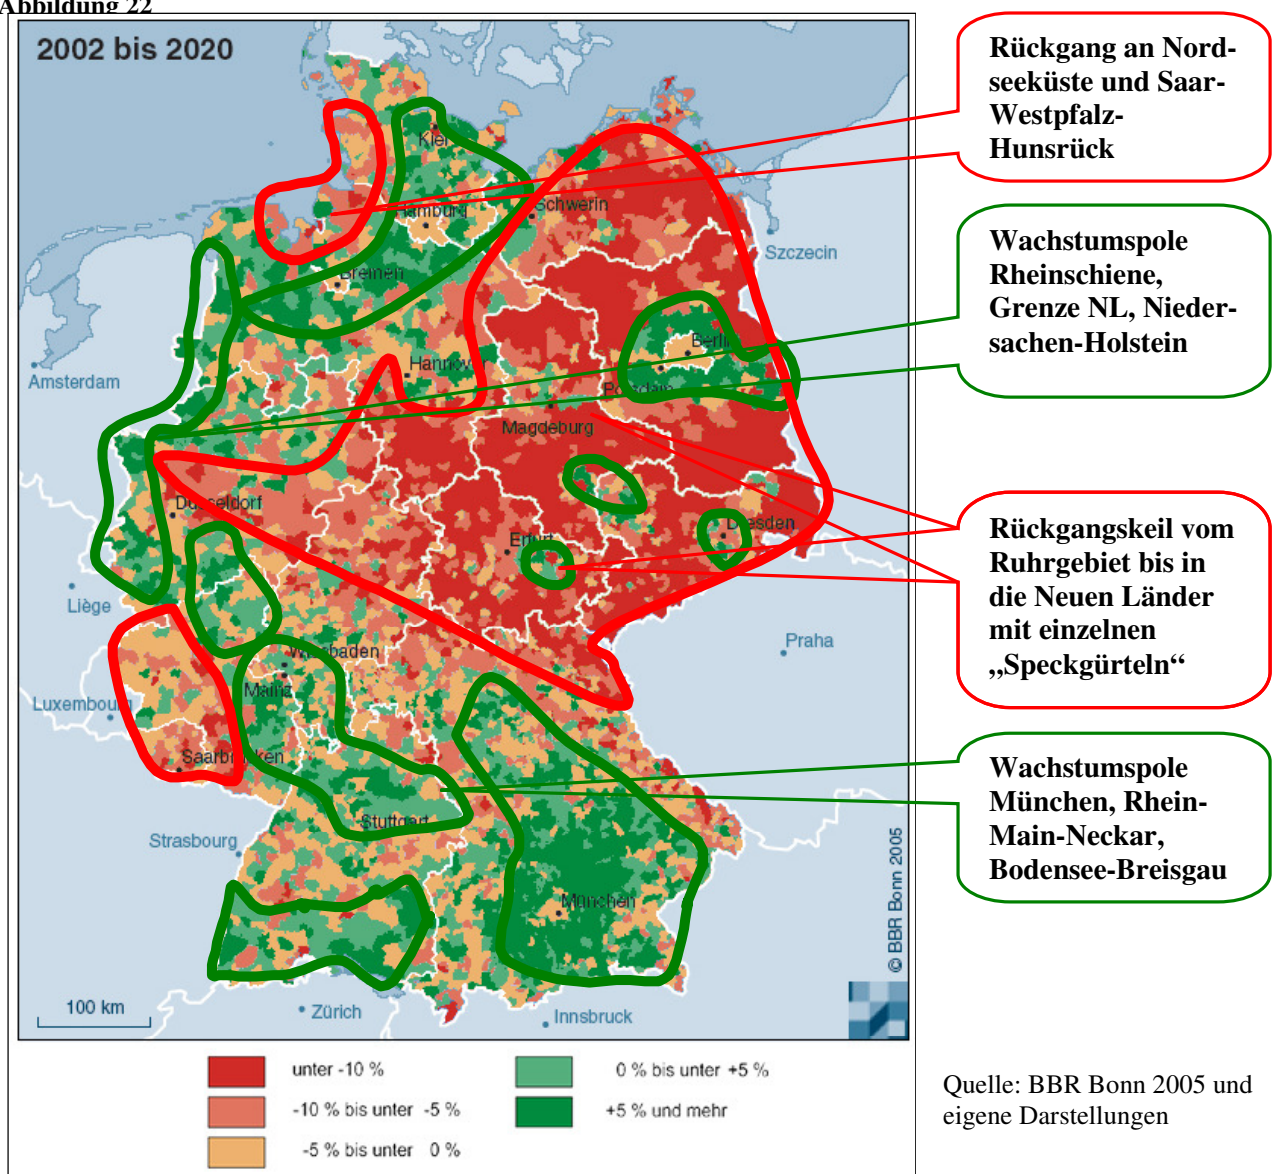 Abbildung 22
2002 bis 2020
Kiel
Hamburg
Schwerin
Szczecin
Bremen
Berlin
Hannover
Potsdam
Amsterdam
Magdeburg
Düsseldorf
Dresden
Erfurt
Liège
Praha
Wiesbaden
Mainz
Luxembourg
Saarbrücken
Stuttgart
Strasbourg
München
Zürich
Innsbruck
100 km
© BBR Bonn 2005
Rückgang an Nord-
seeküste und Saar-
Westpfalz-
Hunsrück
Wachstumspole
Rheinschiene,
Grenze NL, Nieder-
sachen-Holstein
Rückgangskeil vom
Ruhrgebiet bis in
die Neuen Länder
mit einzelnen
„Speckgürteln“
Wachstumspole
München, Rhein-
Main-Neckar,
Bodensee-Breisgau
unter -10 %
-10 % bis unter -5 %
-5 % bis unter 0 %
0 % bis unter +5 %
+5 % und mehr
Quelle: BBR Bonn 2005 und
eigene Darstellungen